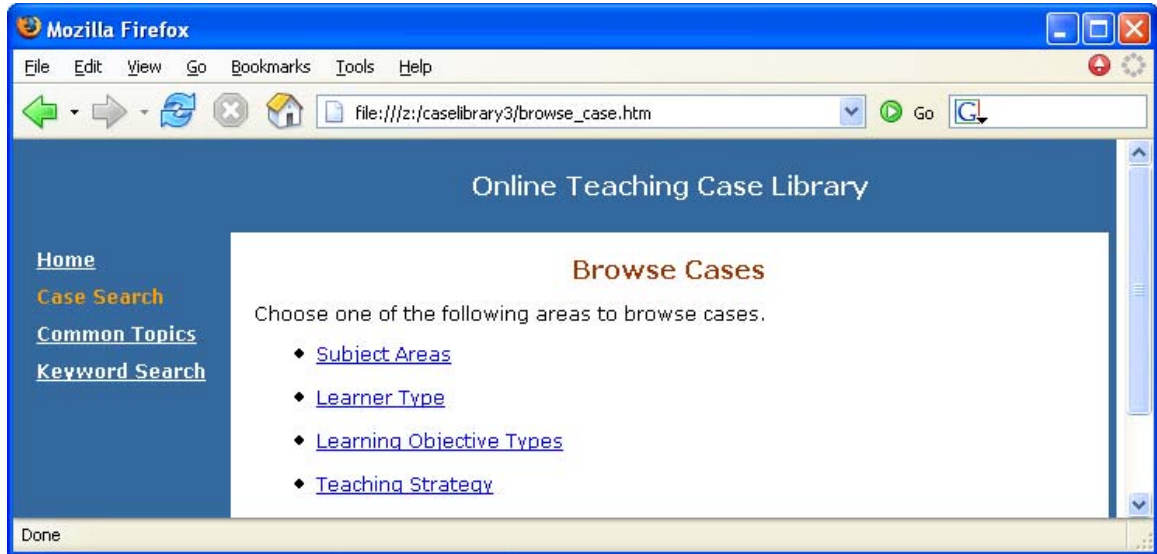 Mozilla Firefox
File Edit View Go Bookmarks Tools Help
file:///z:/caselibrary3/browse_case.htm Go G
Online Teaching Case Library
Home
Case Search
Common Topics
Keyword Search
Browse Cases
Choose one of the following areas to browse cases.
• Subject Areas
• Learner Type
• Learning Objective Types
• Teaching Strategy
Done